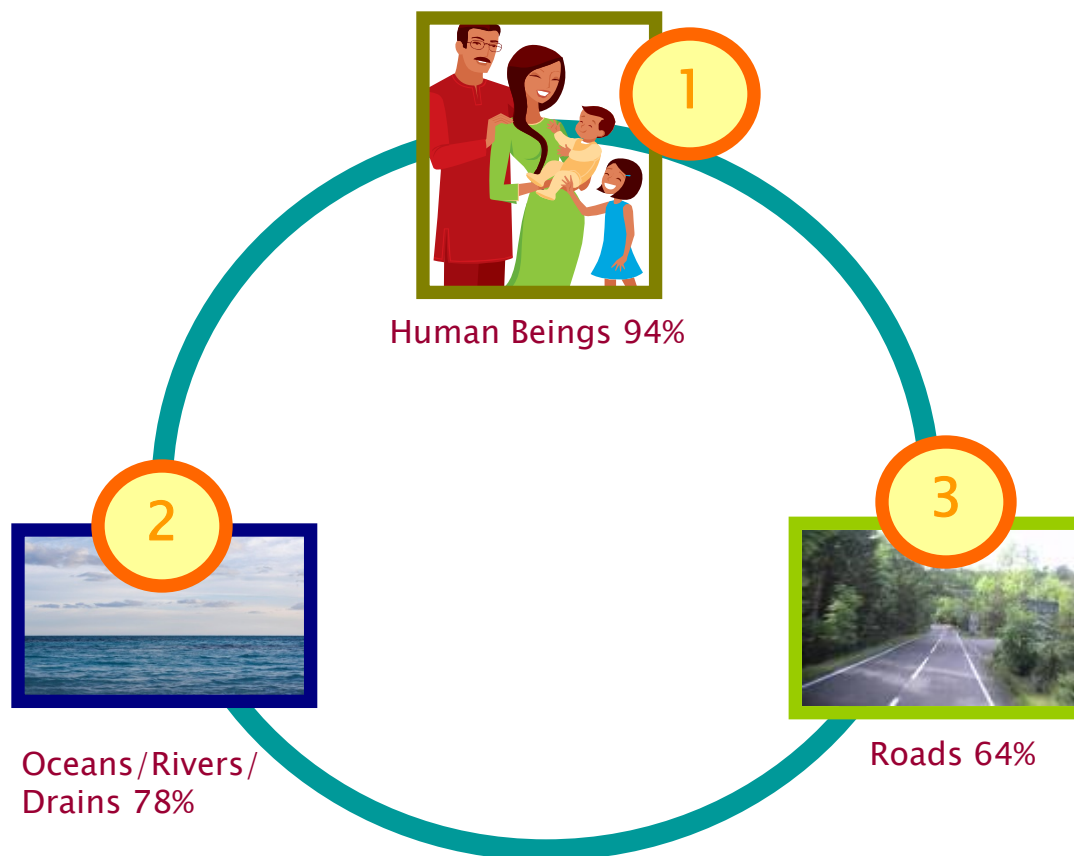 1
Human Beings 94%
2
3
Oceans/Rivers/
Drains 78%
Roads 64%